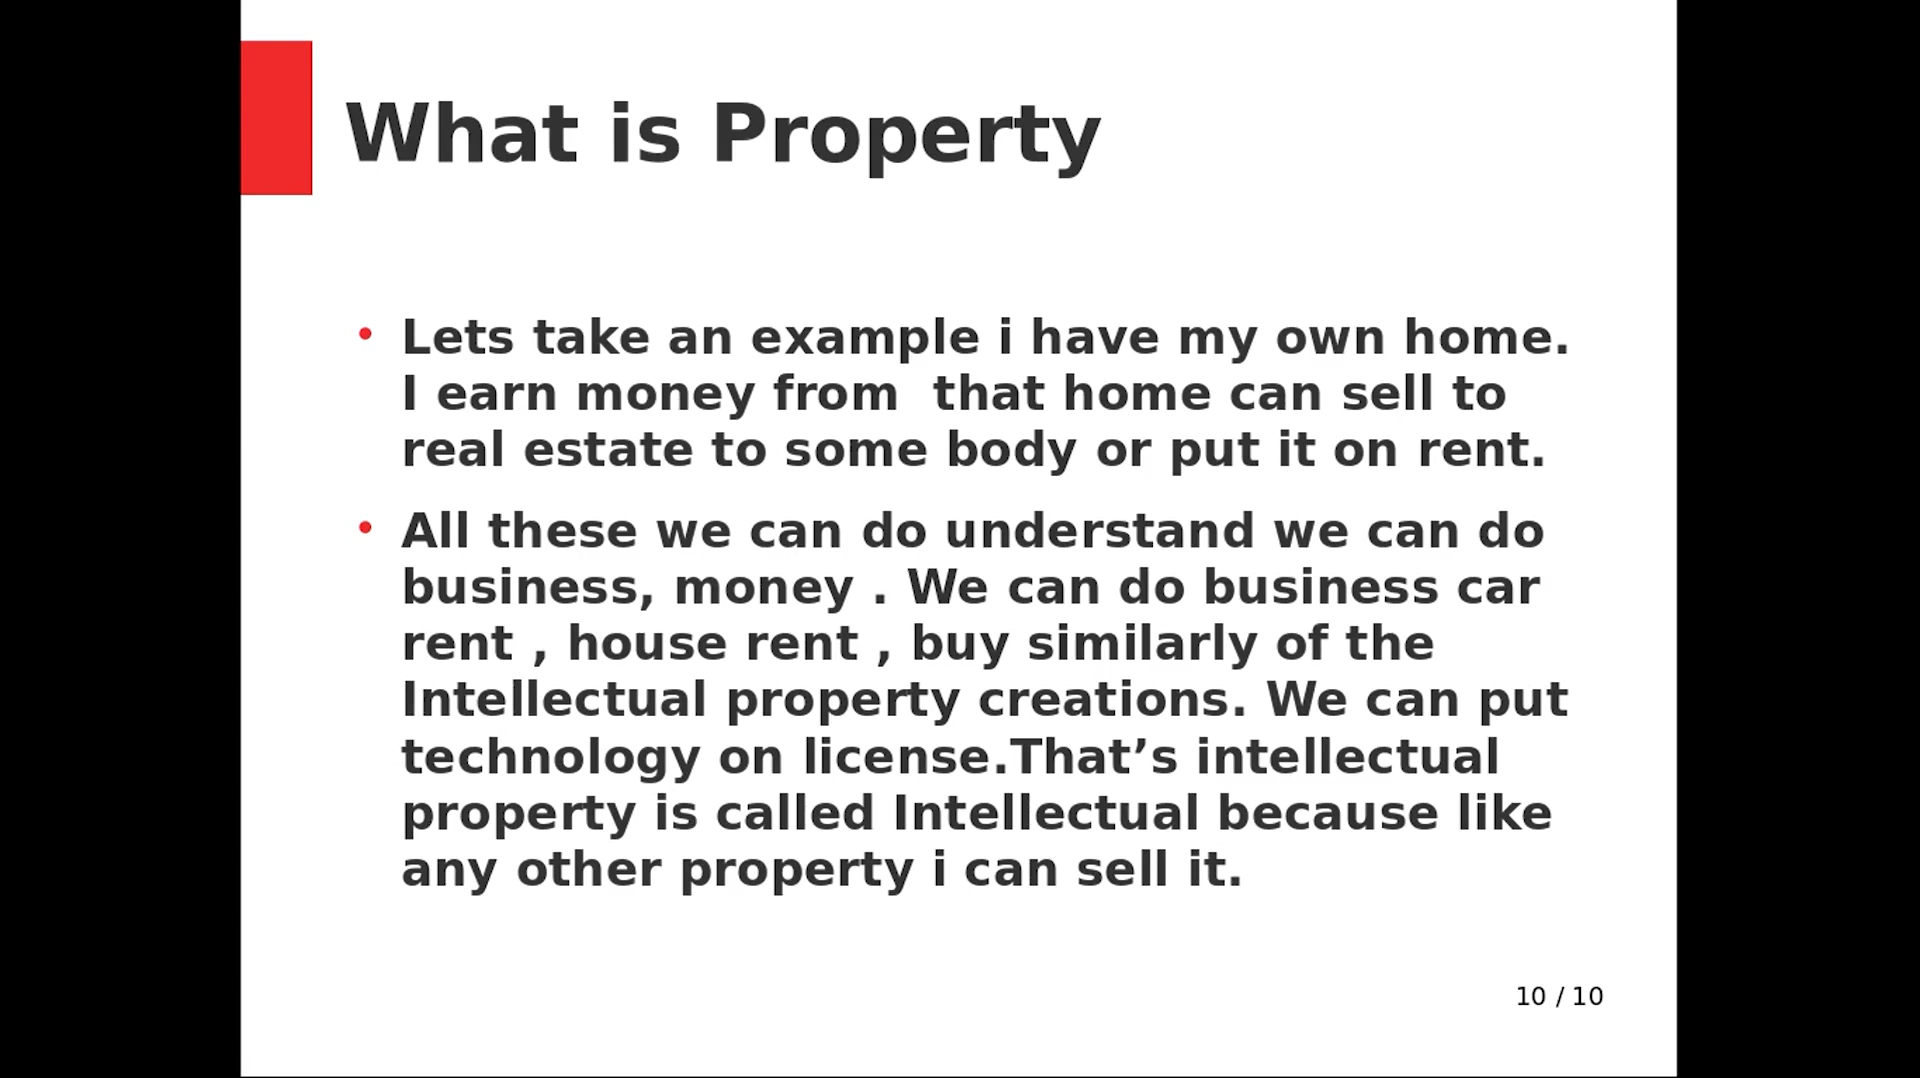 What is Property
• Lets take an example i have my own home.
I earn money from  that home can sell to
real estate to some body or put it on rent.
• All these we can do understand we can do
business, money . We can do business car
rent , house rent , buy similarly of the
Intellectual property creations. We can put
technology on license.That’s intellectual
property is called Intellectual because like
any other property i can sell it.
10 / 10